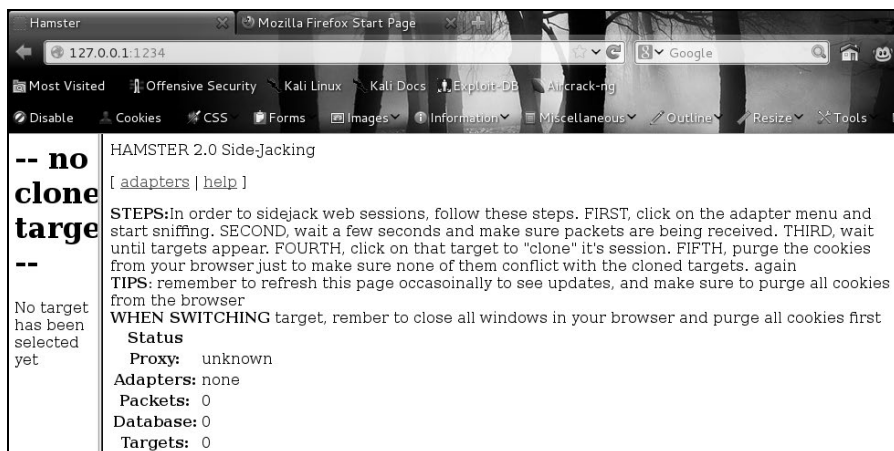 Hamster
Mozilla Firefox Start Page
127.0.0.1:1234
Google
Most Visited Offensive Security Kali Linux Kali Docs Exploit-DB Aircrack-ng
Disable Cookies CSS Forms Images Information Miscellaneous Outline Resize Tools
-- no
clone
targe
--
No target
has been
selected
yet
HAMSTER 2.0 Side-Jacking
[ adapters | help ]
STEPS:In order to sidejack web sessions, follow these steps. FIRST, click on the adapter menu and
start sniffing. SECOND, wait a few seconds and make sure packets are being received. THIRD, wait
until targets appear. FOURTH, click on that target to "clone" it's session. FIFTH, purge the cookies
from your browser just to make sure none of them conflict with the cloned targets. again
TIPS: remember to refresh this page occasoinally to see updates, and make sure to purge all cookies
from the browser
WHEN SWITCHING target, rember to close all windows in your browser and purge all cookies first
Status
Proxy: unknown
Adapters: none
Packets: 0
Database: 0
Targets: 0